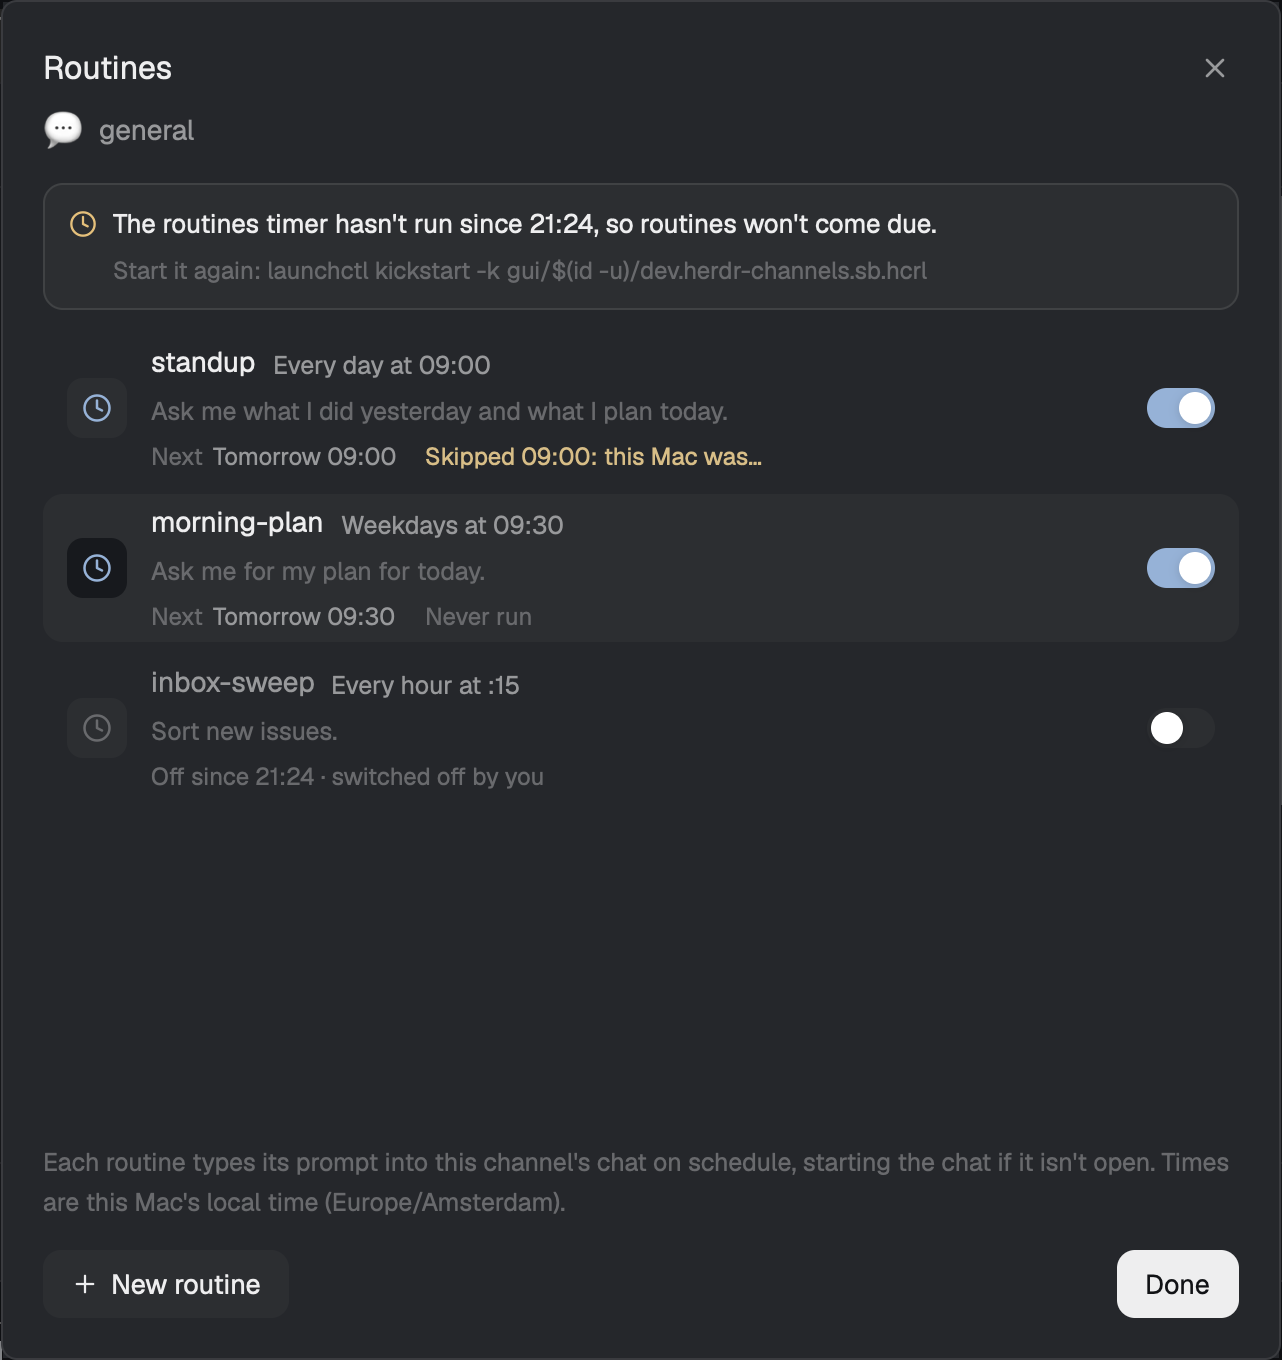 Routines
general
The routines timer hasn't run since 21:24, so routines won't come due.
Start it again: launchctl kickstart -k gui/$(id -u)/dev.herdr-channels.sb.hcrl
standup Every day at 09:00
Ask me what I did yesterday and what I plan today.
Next Tomorrow 09:00 Skipped 09:00: this Mac was…
morning-plan Weekdays at 09:30
Ask me for my plan for today.
Next Tomorrow 09:30 Never run
inbox-sweep Every hour at :15
Sort new issues.
Off since 21:24 · switched off by you
Each routine types its prompt into this channel's chat on schedule, starting the chat if it isn't open. Times
are this Mac's local time (Europe/Amsterdam).
+ New routine Done